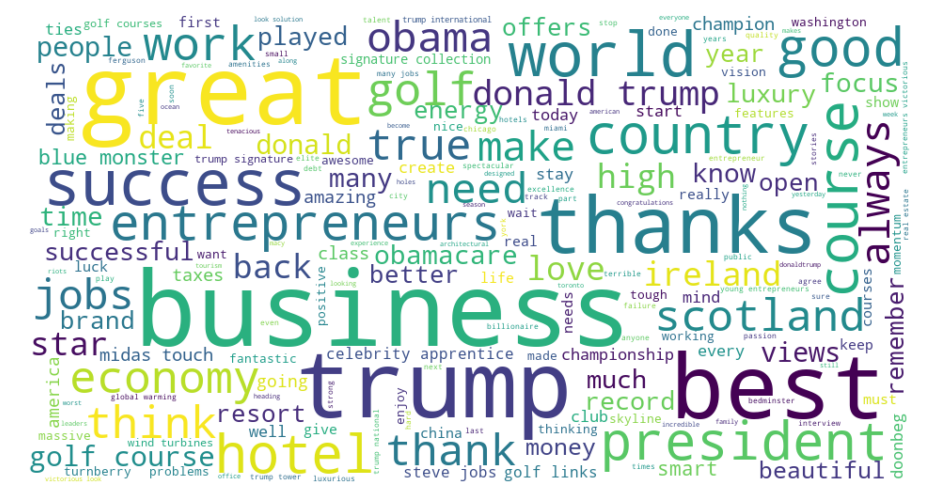 ties golf courses first look solution talent trump international done stop everyone champion washington
people work played obama offers world years quality makes good
ferguson small along signature collection year vision
deals making great favorite amenities many jobs golf donald trump luxury focus
five soon ocean energy today start features show week
tenacious hotels american
deal donald true nice chicago miami make country stories course always entrepreneurs victorious
blue monster trump signature elite awesome become entrepreneur
success many debt create spectacular designed stay high know open never
amazing holes city need excellence part really yesterday
time entrepreneurs season track wait congratulations nothing thanks
goals right real
successful want macy experience architectural class obamacare public donaldtrump momentum real estate
riots luck tourism back better life love terrible ireland agree
jobs play looking toronto tough mind young entrepreneurs sure courses
brand taxes business positive needs failure scotland remember
even billionaire anyone working passion
star midas touch fantastic celebrity apprentice made championship every views keep
america worst economy going next trump much best still
global warming heading strong record bedminster interview must
leaders think resort enjoy hard club skyline incredible family
massive wind turbines well give china last thinking president doonbeg
golf course hotel trump national thank money smart beautiful
turnberry problems office trump tower luxurious steve jobs golf links times
victorious look